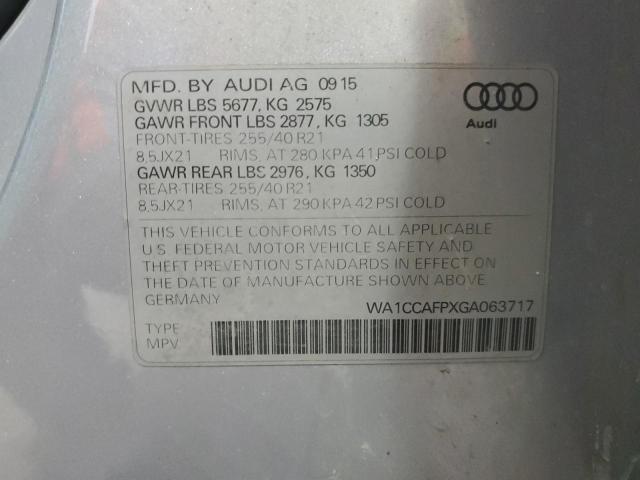 MFD. BY AUDI AG 09 15
GVWR LBS 5677, KG 2575
GAWR FRONT LBS 2877, KG 1305
FRONT-TIRES 255/40 R21
8,5JX21 RIMS, AT 280 KPA 41 PSI COLD
GAWR REAR LBS 2976, KG 1350
REAR-TIRES 255/40 R21
8,5JX21 RIMS, AT 290 KPA 42 PSI COLD
Audi
THIS VEHICLE CONFORMS TO ALL APPLICABLE
U.S. FEDERAL MOTOR VEHICLE SAFETY AND
THEFT PREVENTION STANDARDS IN EFFECT ON
THE DATE OF MANUFACTURE SHOWN ABOVE
GERMANY WA1CCAFPXGA063717
TYPE
MPV